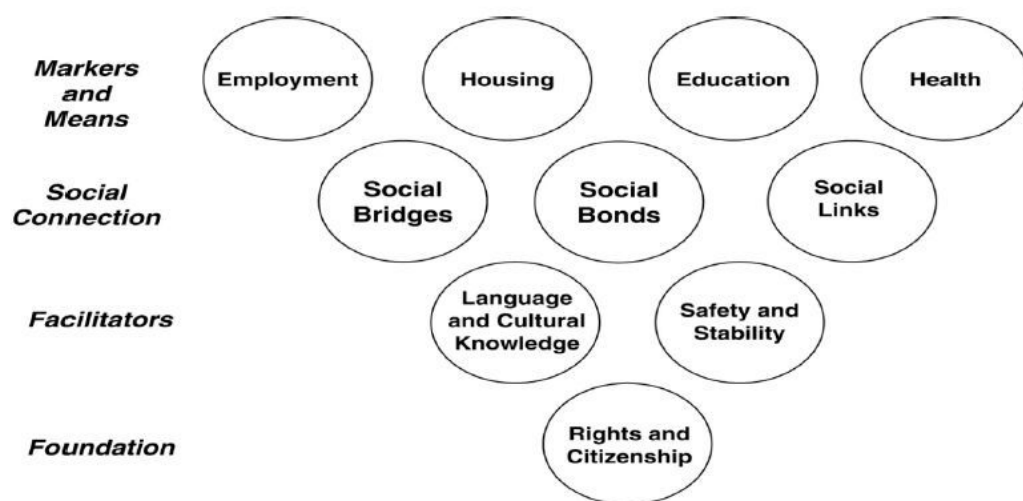 Markers
and
Means
Employment
Housing
Education
Health
Social
Connection
Social
Bridges
Social
Bonds
Social
Links
Facilitators
Language
and Cultural
Knowledge
Safety and
Stability
Foundation
Rights and
Citizenship